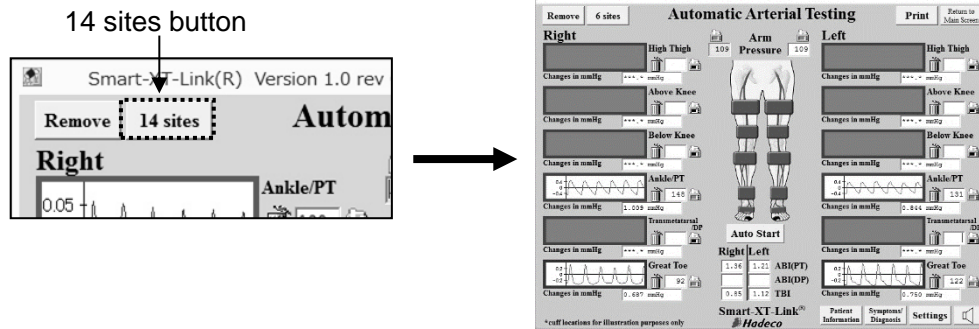 14 sites button
Smart-XT-Link(R) Version 1.0 rev
Remove 14 sites Autom
Right
Ankle/PT
0.05
Remove 6 sites Automatic Arterial Testing Print Return to Main Screen
Right Arm Pressure 109 109 Left
High Thigh High Thigh
Changes in mmHg ***.* mmHg Changes in mmHg ***.* mmHg
Above Knee Above Knee
Changes in mmHg ***.* mmHg Changes in mmHg ***.* mmHg
Below Knee Below Knee
Changes in mmHg ***.* mmHg Changes in mmHg ***.* mmHg
Ankle/PT Ankle/PT
148 131
Changes in mmHg 1.039 mmHg Changes in mmHg 0.844 mmHg
Transmetatarsal /DP Auto Start Transmetatarsal /DP
Changes in mmHg ***.* mmHg Right Left Changes in mmHg ***.* mmHg
Great Toe 1.36 1.21 ABI(PT) Great Toe
92 ABI(DP) 122
Changes in mmHg 0.687 mmHg 0.85 1.12 TBI Changes in mmHg 0.750 mmHg
*cuff locations for illustration purposes only Smart-XT-Link® Patient Information Symptoms/ Diagnosis Settings
Hadeco